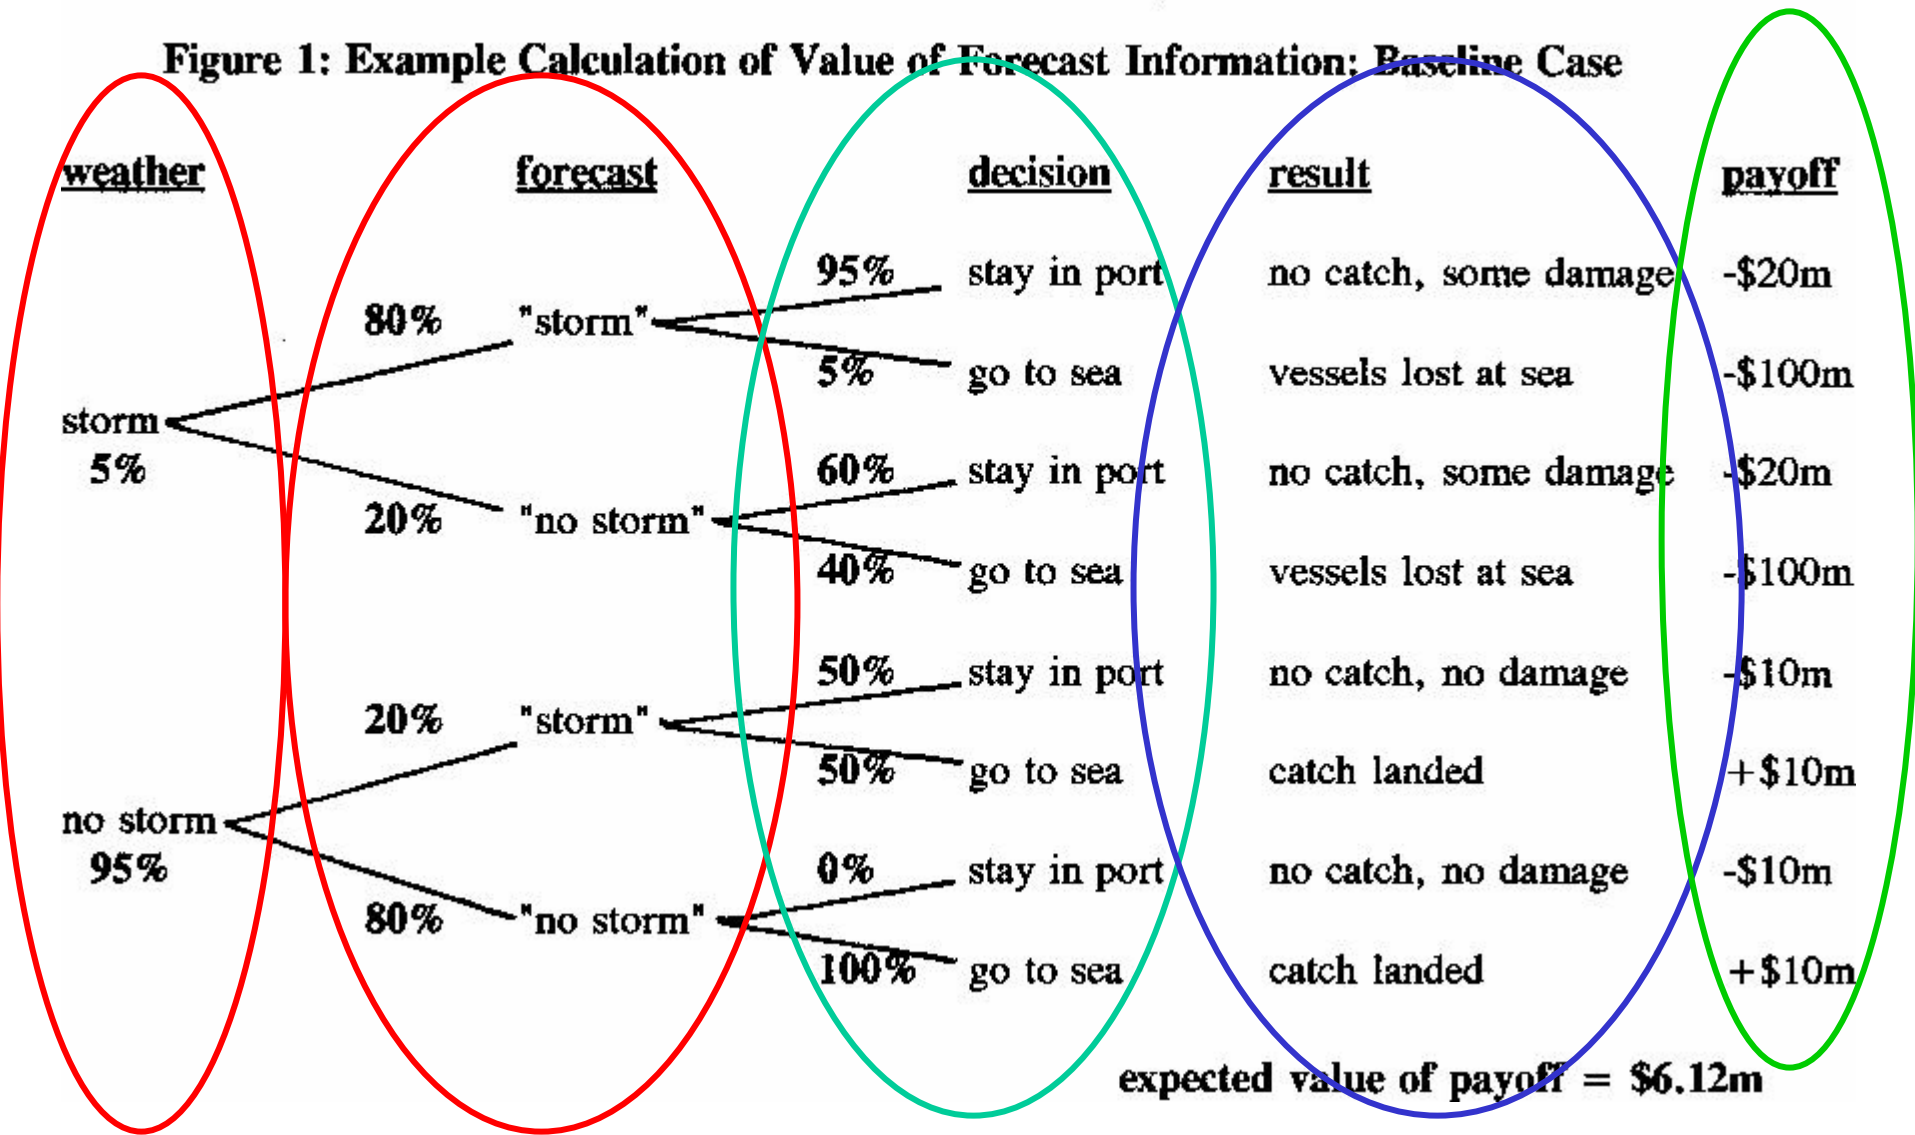 Figure 1: Example Calculation of Value of Forecast Information: Baseline Case
weather forecast decision result payoff
95% stay in port no catch, some damage -$20m
80% "storm"
5% go to sea vessels lost at sea -$100m
storm
5% 60% stay in port no catch, some damage -$20m
20% "no storm"
40% go to sea vessels lost at sea -$100m
50% stay in port no catch, no damage -$10m
20% "storm"
50% go to sea catch landed +$10m
no storm
95% 0% stay in port no catch, no damage -$10m
80% "no storm"
100% go to sea catch landed +$10m
expected value of payoff = $6.12m